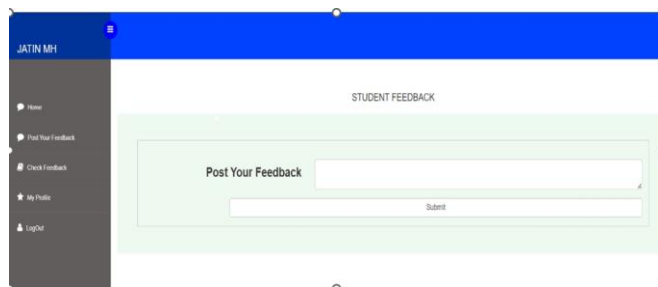 JATIN MH
STUDENT FEEDBACK
Home
Post Your Feedback
Check Feedback
My Profile
LogOut
Post Your Feedback
Submit